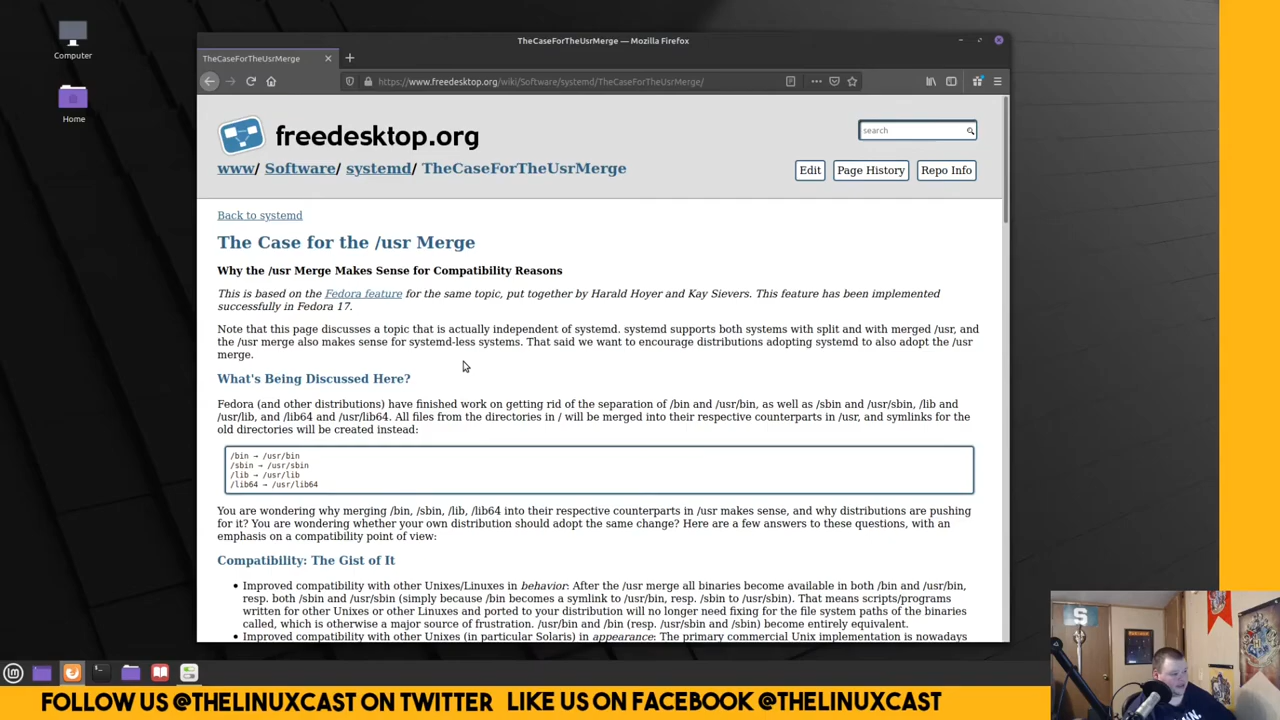 Computer
Home
TheCaseForTheUsrMerge — Mozilla Firefox
TheCaseForTheUsrMerge
https://www.freedesktop.org/wiki/Software/systemd/TheCaseForTheUsrMerge/
freedesktop.org
search
www/ Software/ systemd/ TheCaseForTheUsrMerge
Edit
Page History
Repo Info
Back to systemd
The Case for the /usr Merge
Why the /usr Merge Makes Sense for Compatibility Reasons
This is based on the Fedora feature for the same topic, put together by Harald Hoyer and Kay Sievers. This feature has been implemented
successfully in Fedora 17.
Note that this page discusses a topic that is actually independent of systemd. systemd supports both systems with split and with merged /usr, and
the /usr merge also makes sense for systemd-less systems. That said we want to encourage distributions adopting systemd to also adopt the /usr
merge.
What's Being Discussed Here?
Fedora (and other distributions) have finished work on getting rid of the separation of /bin and /usr/bin, as well as /sbin and /usr/sbin, /lib and
/usr/lib, and /lib64 and /usr/lib64. All files from the directories in / will be merged into their respective counterparts in /usr, and symlinks for the
old directories will be created instead:
/bin → /usr/bin
/sbin → /usr/sbin
/lib → /usr/lib
/lib64 → /usr/lib64
You are wondering why merging /bin, /sbin, /lib, /lib64 into their respective counterparts in /usr makes sense, and why distributions are pushing
for it? You are wondering whether your own distribution should adopt the same change? Here are a few answers to these questions, with an
emphasis on a compatibility point of view:
Compatibility: The Gist of It
• Improved compatibility with other Unixes/Linuxes in behavior: After the /usr merge all binaries become available in both /bin and /usr/bin,
resp. both /sbin and /usr/sbin (simply because /bin becomes a symlink to /usr/bin, resp. /sbin to /usr/sbin). That means scripts/programs
written for other Unixes or other Linuxes and ported to your distribution will no longer need fixing for the file system paths of the binaries
called, which is otherwise a major source of frustration. /usr/bin and /bin (resp. /usr/sbin and /sbin) become entirely equivalent.
• Improved compatibility with other Unixes (in particular Solaris) in appearance: The primary commercial Unix implementation is nowadays
S
FOLLOW US @THELINUXCAST ON TWITTER LIKE US ON FACEBOOK @THELINUXCAST